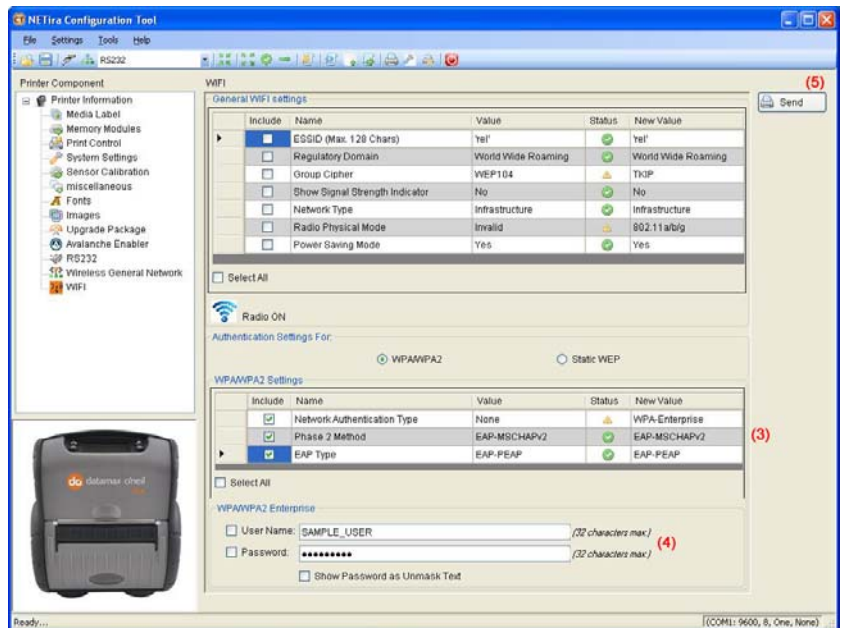 NETira Configuration Tool
File Settings Tools Help
RS232
Printer Component
Printer Information
Media Label
Memory Modules
Print Control
System Settings
Sensor Calibration
miscellaneous
Fonts
Images
Upgrade Package
Avalanche Enabler
RS232
Wireless General Network
WIFI
datamax o'neil
WIFI
(5)
Send
General WIFI settings
Include Name Value Status New Value
ESSID (Max. 128 Chars) 'rel' 'rel'
Regulatory Domain World Wide Roaming World Wide Roaming
Group Cipher WEP104 TKIP
Show Signal Strength Indicator No No
Network Type Infrastructure Infrastructure
Radio Physical Mode Invalid 802.11a/b/g
Power Saving Mode Yes Yes
Select All
Radio ON
Authentication Settings For:
WPA/WPA2 Static WEP
WPA/WPA2 Settings
Include Name Value Status New Value
Network Authentication Type None WPA-Enterprise
Phase 2 Method EAP-MSCHAPv2 EAP-MSCHAPv2
(3)
EAP Type EAP-PEAP EAP-PEAP
Select All
WPA/WPA2 Enterprise
User Name: SAMPLE_USER (32 characters max.)
(4)
Password: ●●●●●●●●● (32 characters max.)
Show Password as Unmask Text
Ready... (COM1: 9600, 8, One, None)